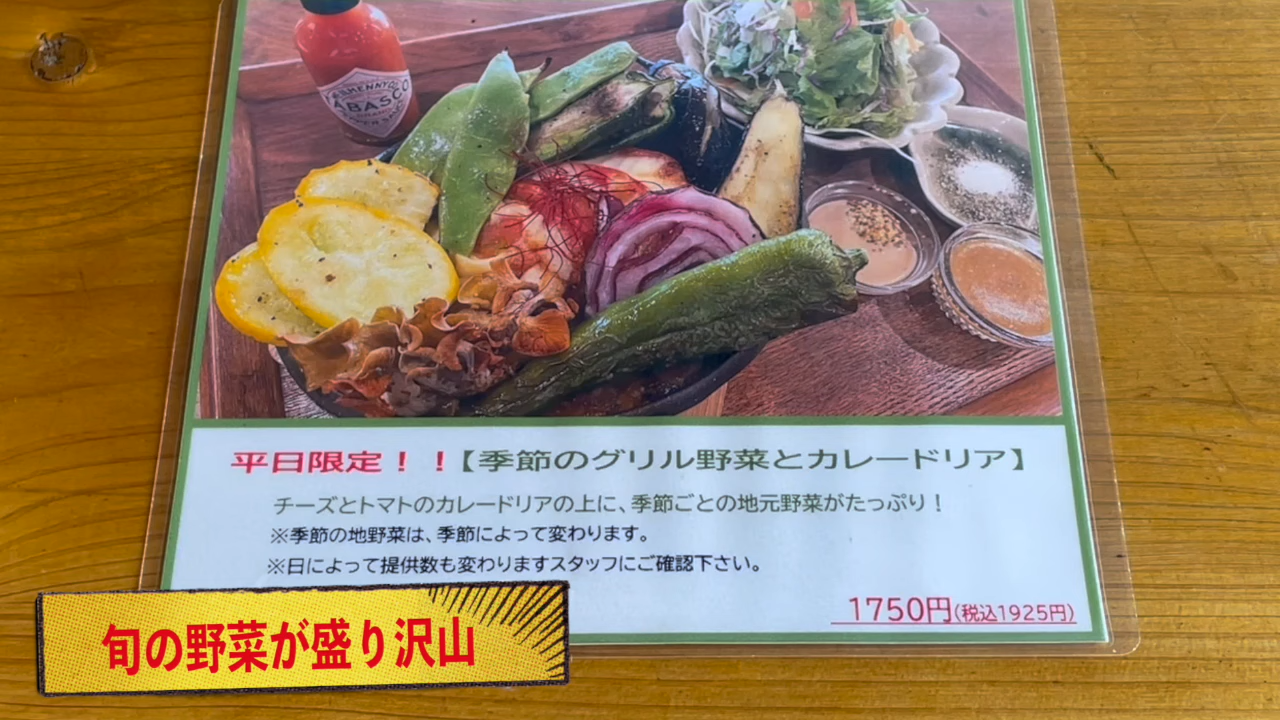 TABASCO
平日限定！！【季節のグリル野菜とカレードリア】
チーズとトマトのカレードリアの上に、季節ごとの地元野菜がたっぷり！
※季節の地野菜は、季節によって変わります。
※日によって提供数も変わりますスタッフにご確認下さい。
1750円(税込1925円)
旬の野菜が盛り沢山